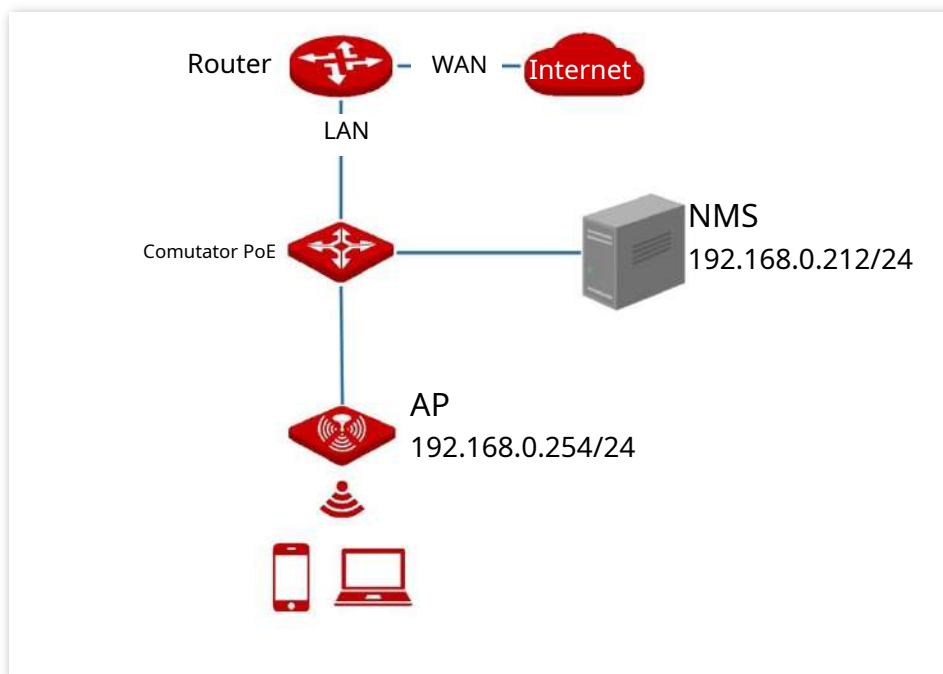 Router
WAN
Internet
LAN
Comutator PoE
NMS
192.168.0.212/24
AP
192.168.0.254/24